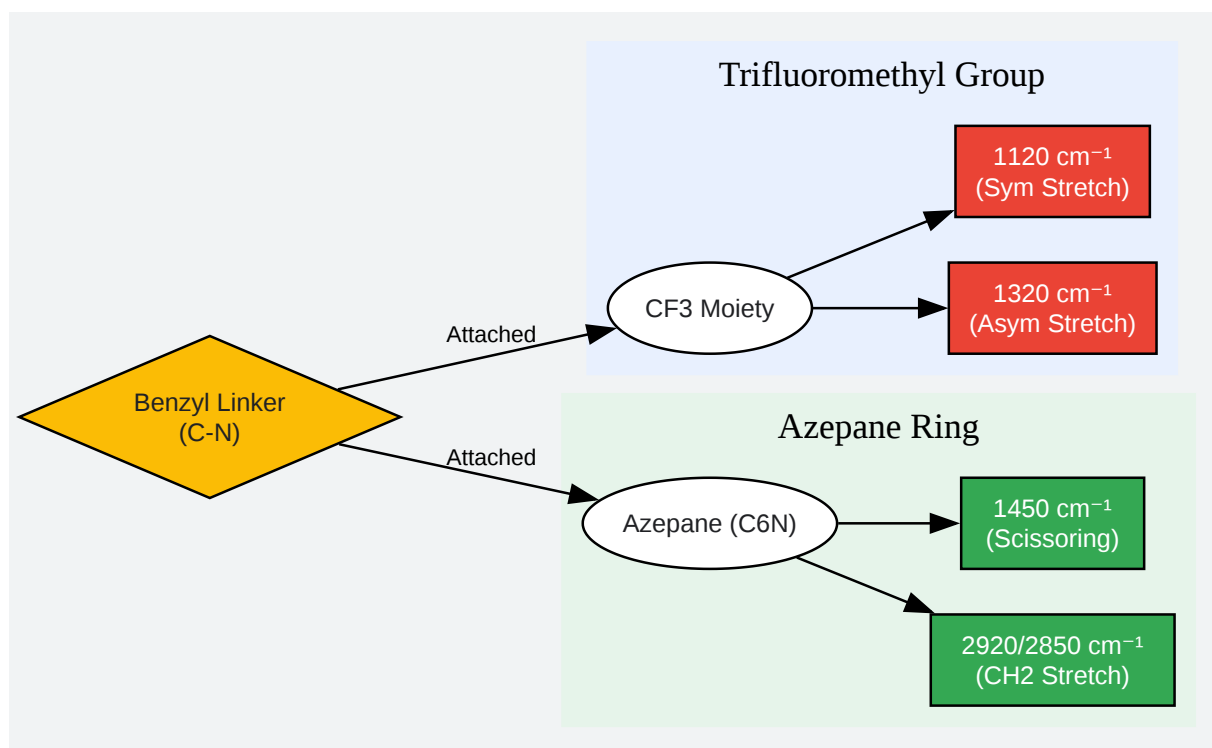 Trifluoromethyl Group
1120 cm⁻¹
(Sym Stretch)
CF3 Moiety
1320 cm⁻¹
(Asym Stretch)
Attached
Benzyl Linker
(C-N)
Attached
Azepane Ring
Azepane (C6N)
1450 cm⁻¹
(Scissoring)
2920/2850 cm⁻¹
(CH2 Stretch)